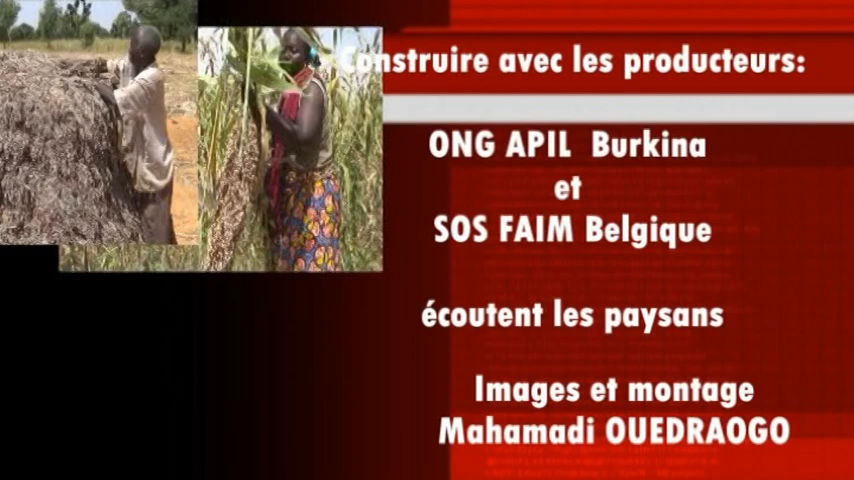 Construire avec les producteurs:
ONG APIL Burkina
et
SOS FAIM Belgique
écoutent les paysans
Images et montage
Mahamadi OUEDRAOGO